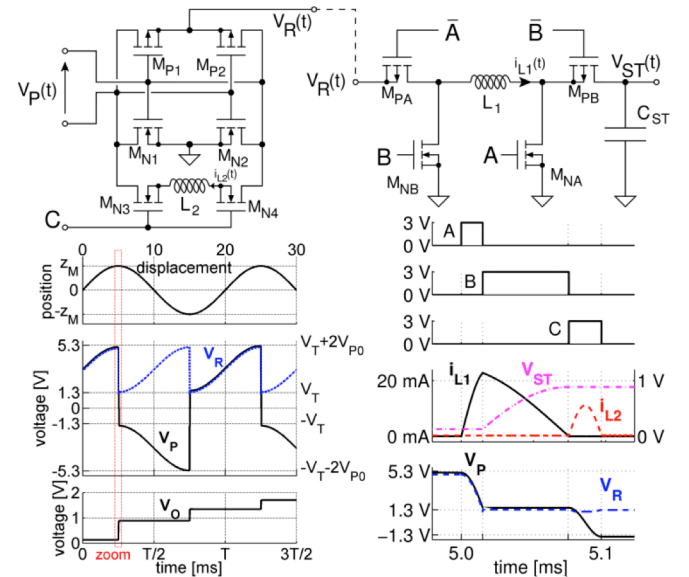 V_R(t)
Ā B̄
M_P1 M_P2
V_P(t)
V_R(t) i_L1(t) V_ST(t)
M_PA L_1 M_PB
C_ST
M_N1 M_N2
B A
M_NB M_NA
i_L2(t)
M_N3 L_2 M_N4
C
0 10 20 30
displacement
position
z_M
0
-z_M
voltage [V]
5.3
1.3
0
-1.3
-5.3
V_R
V_P
V_T+2V_P0
V_T
-V_T
-V_T-2V_P0
voltage [V]
2
1
0
V_O
zoom
0 T/2 T 3T/2
time [ms]
3 V
0 V
A
3 V
0 V
B
3 V
0 V
C
20 mA
0 mA
i_L1 V_ST
i_L2
1 V
0 V
V_P
5.3 V
1.3 V
−1.3 V
V_R
5.0 5.1
time [ms]